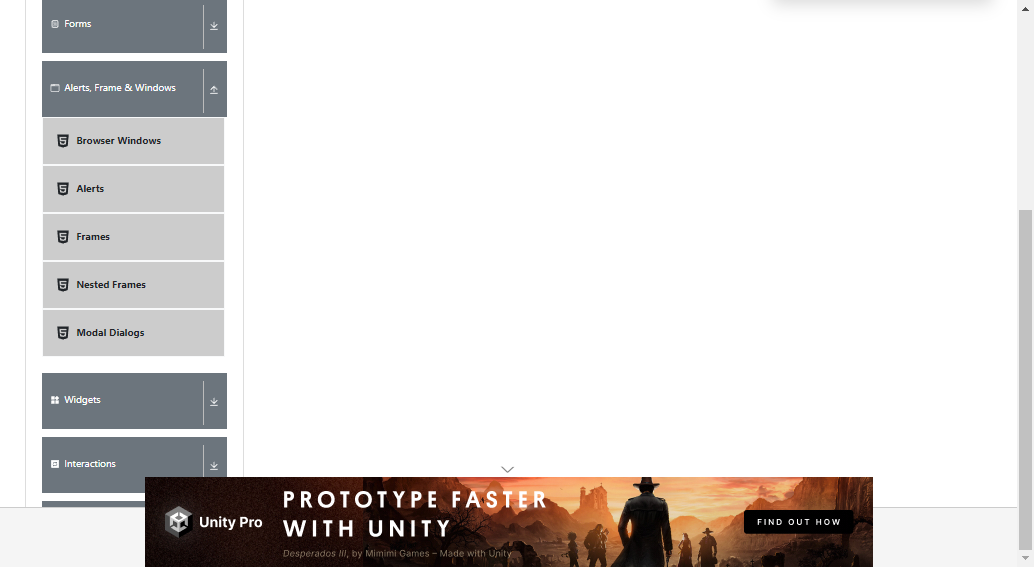 Forms
Alerts, Frame & Windows
Browser Windows
Alerts
Frames
Nested Frames
Modal Dialogs
Widgets
Interactions
Unity Pro
PROTOTYPE FASTER
WITH UNITY
Desperados III, by Mimimi Games – Made with Unity
FIND OUT HOW